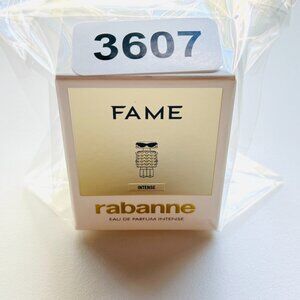 3607
FAME
INTENSE
rabanne
EAU DE PARFUM INTENSE